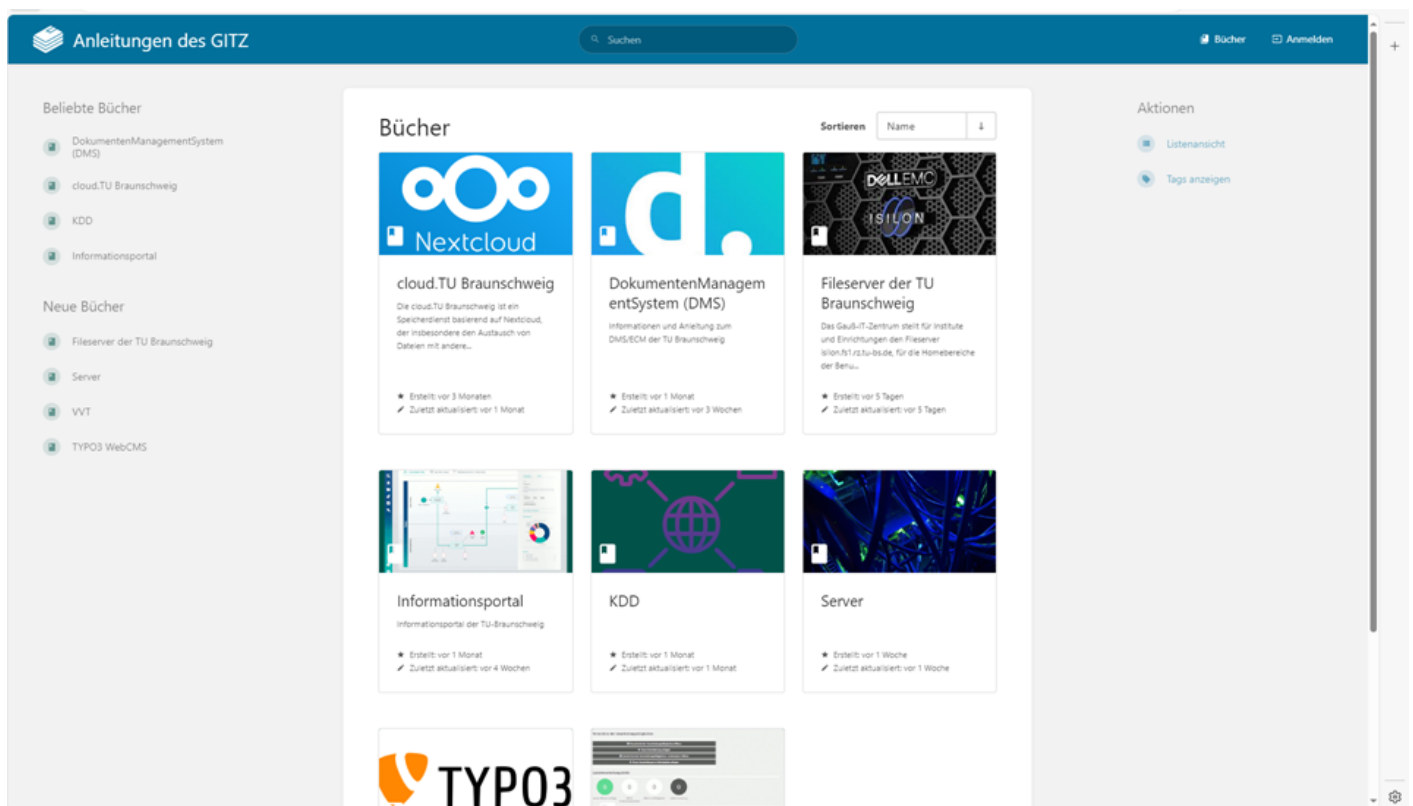 Anleitungen des GITZ
Suchen
Bücher
Anmelden
Beliebte Bücher
DokumentenManagementSystem
(DMS)
cloud.TU Braunschweig
KDD
Informationsportal
Neue Bücher
Fileserver der TU Braunschweig
Server
VVT
TYPO3 WebCMS
Bücher
Sortieren
Name
Nextcloud
cloud.TU Braunschweig
Die cloud.TU Braunschweig ist ein
Speicherdienst basierend auf Nextcloud,
der insbesondere den Austausch von
Dateien mit andere...
Erstellt: vor 3 Monaten
Zuletzt aktualisiert: vor 1 Monat
d.
DokumentenManagem
entSystem (DMS)
Informationen und Anleitung zum
DMS/ECM der TU Braunschweig
Erstellt: vor 1 Monat
Zuletzt aktualisiert: vor 3 Wochen
DELLEMC
ISILON
Fileserver der TU
Braunschweig
Das Gauß-IT-Zentrum stellt für Institute
und Einrichtungen den Fileserver
isilon.fs1.rz.tu-bs.de, für die Homebereiche
der Benu...
Erstellt: vor 5 Tagen
Zuletzt aktualisiert: vor 5 Tagen
Informationsportal
Informationsportal der TU-Braunschweig
Erstellt: vor 1 Monat
Zuletzt aktualisiert: vor 4 Wochen
KDD
Erstellt: vor 1 Monat
Zuletzt aktualisiert: vor 1 Monat
Server
Erstellt: vor 1 Woche
Zuletzt aktualisiert: vor 1 Woche
TYPO3
Aktionen
Listenansicht
Tags anzeigen